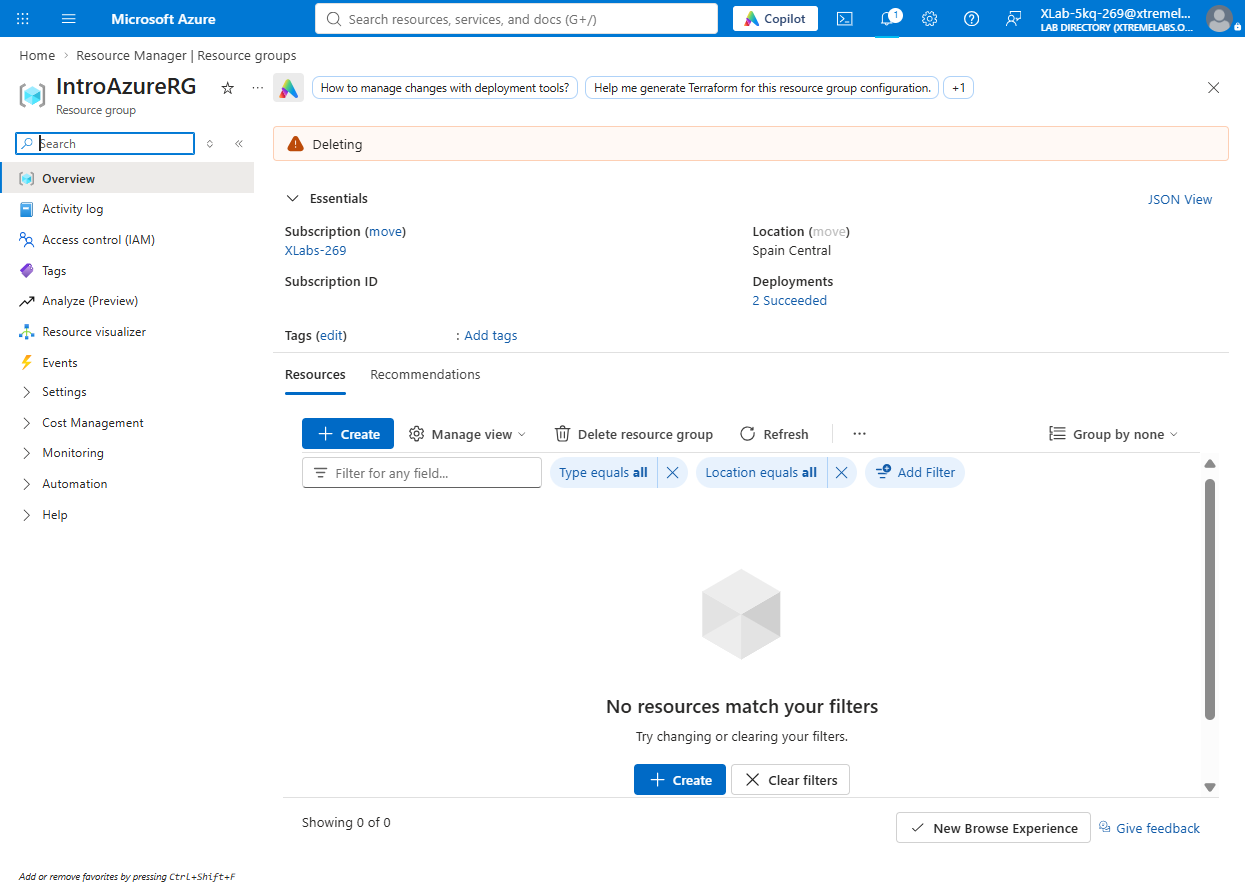 Microsoft Azure
Search resources, services, and docs (G+/)
Copilot
1
XLab-5kq-269@xtremel...
LAB DIRECTORY (XTREMELABS.O...
Home > Resource Manager | Resource groups
IntroAzureRG
Resource group
How to manage changes with deployment tools?
Help me generate Terraform for this resource group configuration.
+1
Search
Deleting
Overview
Activity log
Access control (IAM)
Tags
Analyze (Preview)
Resource visualizer
Events
Settings
Cost Management
Monitoring
Automation
Help
Essentials
JSON View
Subscription (move)
XLabs-269
Subscription ID
Location (move)
Spain Central
Deployments
2 Succeeded
Tags (edit) : Add tags
Resources Recommendations
Create Manage view Delete resource group Refresh ... Group by none
Filter for any field... Type equals all Location equals all Add Filter
No resources match your filters
Try changing or clearing your filters.
Create Clear filters
Showing 0 of 0
New Browse Experience Give feedback
Add or remove favorites by pressing Ctrl+Shift+F